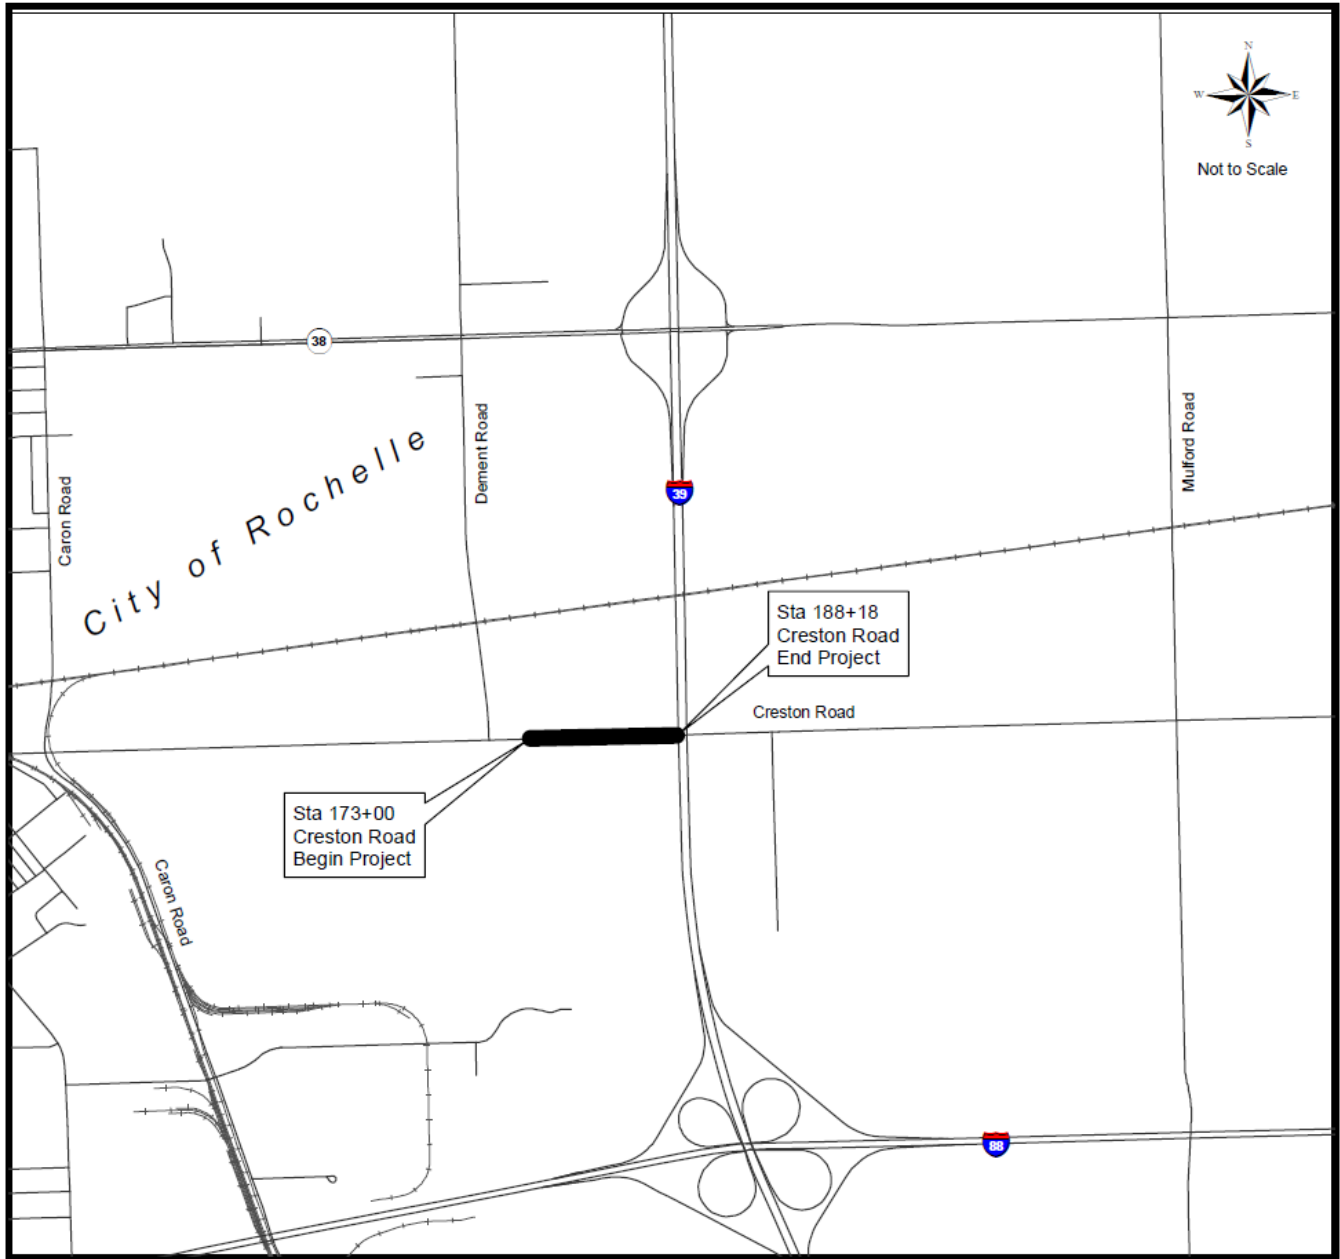 N
W E
S
Not to Scale
38
Dement Road
Mulford Road
City of Rochelle
Caron Road
39
Sta 188+18
Creston Road
End Project
Creston Road
Sta 173+00
Creston Road
Begin Project
Caron Road
88